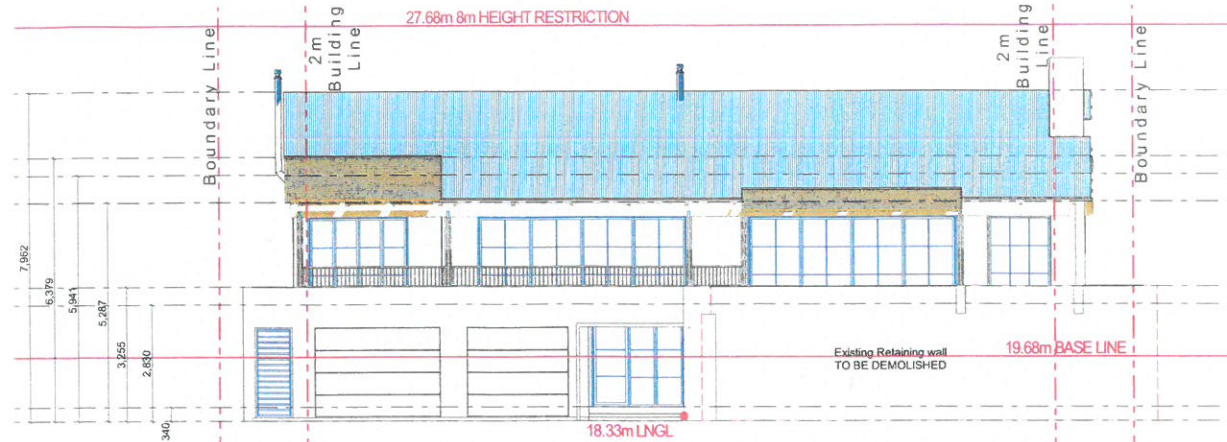 27.68m 8m HEIGHT RESTRICTION
Boundary Line
2m
Building
Line
2m
Building
Line
Boundary Line
7,962
6,379
5,941
5,287
3,255
2,830
340
Existing Retaining wall
TO BE DEMOLISHED
19.68m BASE LINE
18.33m LNGL